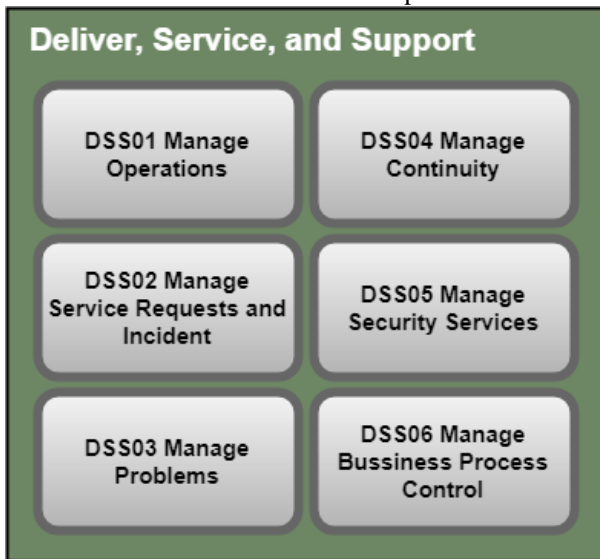 Deliver, Service, and Support
DSS01 Manage
Operations
DSS04 Manage
Continuity
DSS02 Manage
Service Requests and
Incident
DSS05 Manage
Security Services
DSS03 Manage
Problems
DSS06 Manage
Bussiness Process
Control